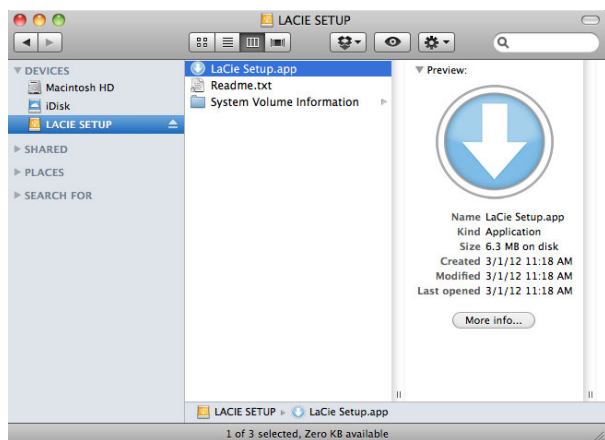 LACIE SETUP
DEVICES
Macintosh HD
iDisk
LACIE SETUP
SHARED
PLACES
SEARCH FOR
LaCie Setup.app
Readme.txt
System Volume Information
Preview:
Name LaCie Setup.app
Kind Application
Size 6.3 MB on disk
Created 3/1/12 11:18 AM
Modified 3/1/12 11:18 AM
Last opened 3/1/12 11:18 AM
More info...
LACIE SETUP ▸ LaCie Setup.app
1 of 3 selected, Zero KB available